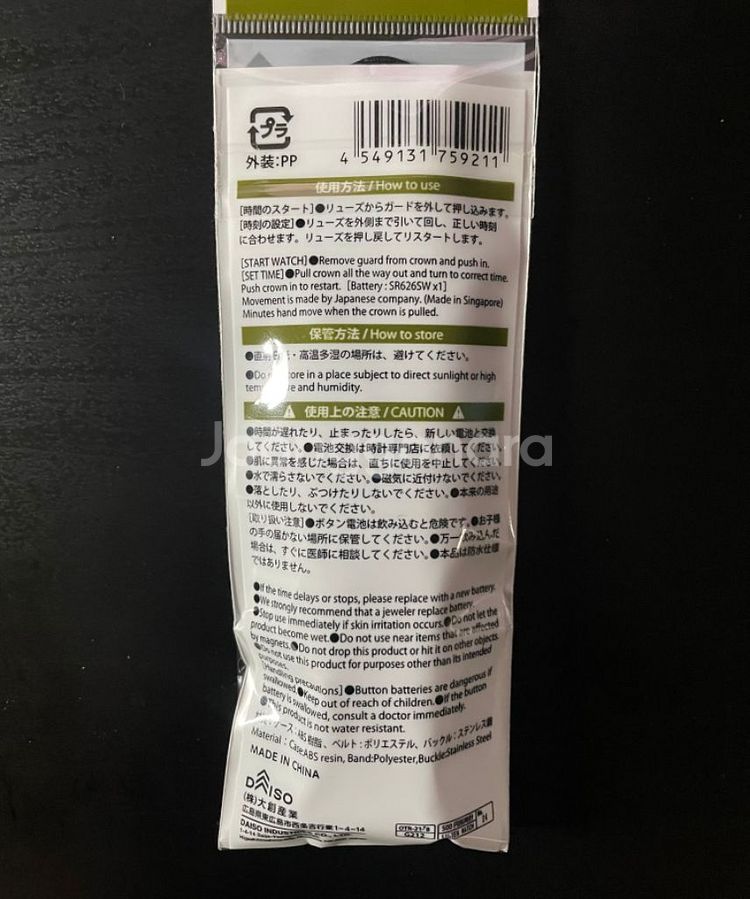 プラ
外装:PP
4 549131 759211
使用方法/How to use
[時間のスタート]●リューズからガードを外して押し込みます。
[時刻の設定]●リューズを外側まで引いて回し、正しい時刻
に合わせます。リューズを押し戻してリスタートします。
[START WATCH]●Remove guard from crown and push in.
[SET TIME]●Pull crown all the way out and turn to correct time.
Push crown in to restart. [Battery : SR626SW x1]
Movement is made by Japanese company. (Made in Singapore)
Minutes hand move when the crown is pulled.
保管方法/How to store
・高温多湿の場所は、避けてください。
in a place subject to direct sunlight or high
and humidity.
使用上の注意/CAUTION
●時間が遅れたり、止まったりしたら、新しい電池と交換
してください。●電池交換は時計専門店に依頼してください。
●肌に異常を感じた場合は、直ちに使用を中止してください。
●水で濡らさないでください。●磁気に近付けないでください。
●落としたり、ぶつけたりしないでください。●本来の用途
以外に使用しないでください。
[取り扱い注意]●ボタン電池は飲み込むと危険です。●お子様
の手の届かない場所に保管してください。●万一飲み込んだ
場合は、すぐに医師に相談してください。●本品は防水仕様
ではありません。
●If the time delays or stops, please replace with a new battery.
●We strongly recommend that a jeweler replace battery.
●Stop use immediately if skin irritation occurs.●Do not let the
product become wet.●Do not use near items that are affected
by magnets.●Do not drop this product or hit it on other objects.
●Do not use this product for purposes other than its intended
purposes.
[Handling precautions]●Button batteries are dangerous if
swallowed.●Keep out of reach of children.●If the button
battery is swallowed, consult a doctor immediately.
●This product is not water resistant.
ケース:ABS樹脂、ベルト:ポリエステル、バックル:ステンレス鋼
Material : Case:ABS resin, Band:Polyester,Buckle:Stainless Steel
MADE IN CHINA
DAISO
(株)大創産業
広島県東広島市西条吉行東1-4-14
DAISO INDUSTRIES CO., LTD.
OTR-21/B
G212